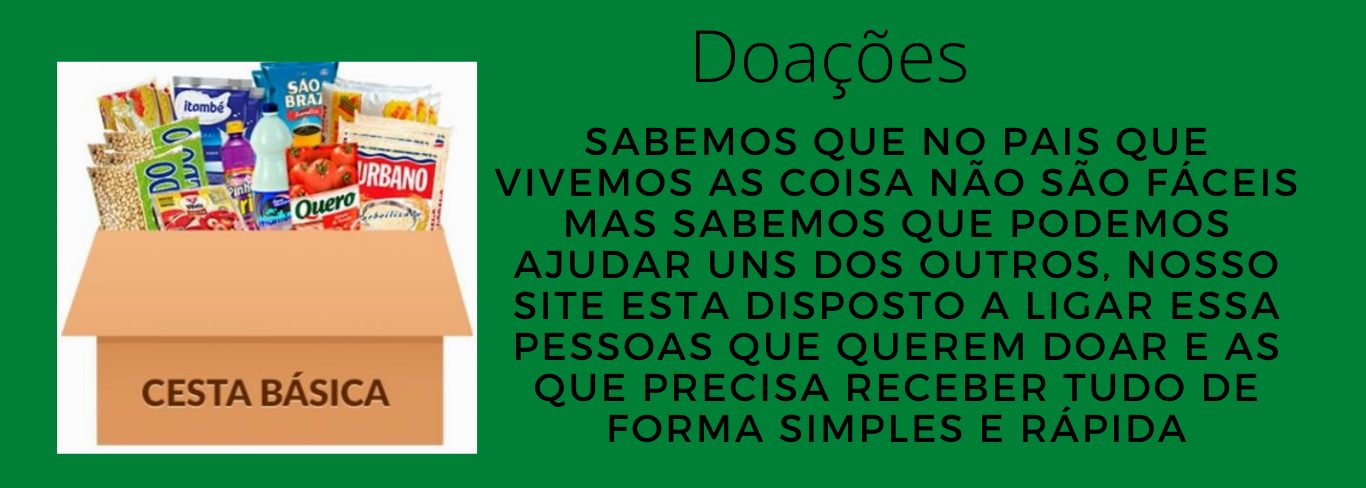 Doações
SABEMOS QUE NO PAIS QUE
VIVEMOS AS COISA NÃO SÃO FÁCEIS
MAS SABEMOS QUE PODEMOS
AJUDAR UNS DOS OUTROS, NOSSO
SITE ESTA DISPOSTO A LIGAR ESSA
PESSOAS QUE QUEREM DOAR E AS
QUE PRECISA RECEBER TUDO DE
FORMA SIMPLES E RÁPIDA
itambé
SÃO
BRAZ
URBANO
Quero
CESTA BÁSICA